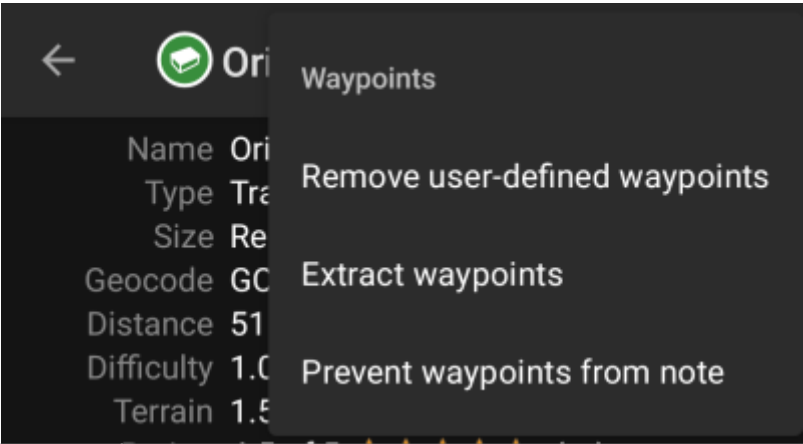 Ori
Waypoints
Name Ori
Remove user-defined waypoints
Type Tra
Size Re
Geocode GC
Extract waypoints
Distance 51
Difficulty 1.0
Prevent waypoints from note
Terrain 1.5